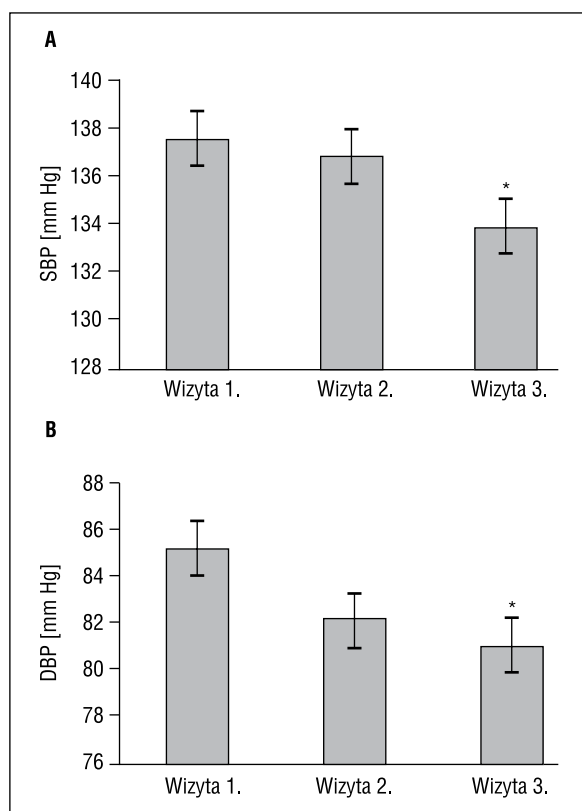 A
140
138
136
134
132
130
128
SBP [mm Hg]
*
Wizyta 1. Wizyta 2. Wizyta 3.
B
88
86
84
82
80
78
76
DBP [mm Hg]
*
Wizyta 1. Wizyta 2. Wizyta 3.